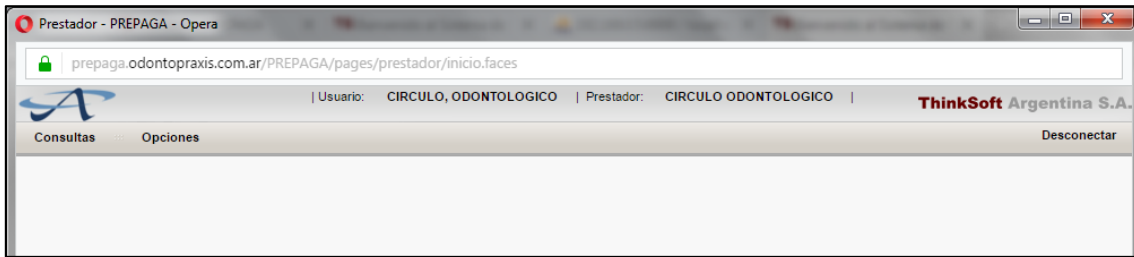 Prestador - PREPAGA - Opera
prepaga.odontopraxis.com.ar/PREPAGA/pages/prestador/inicio.faces
| Usuario: CIRCULO, ODONTOLOGICO | Prestador: CIRCULO ODONTOLOGICO | ThinkSoft Argentina S.A.
Consultas Opciones Desconectar